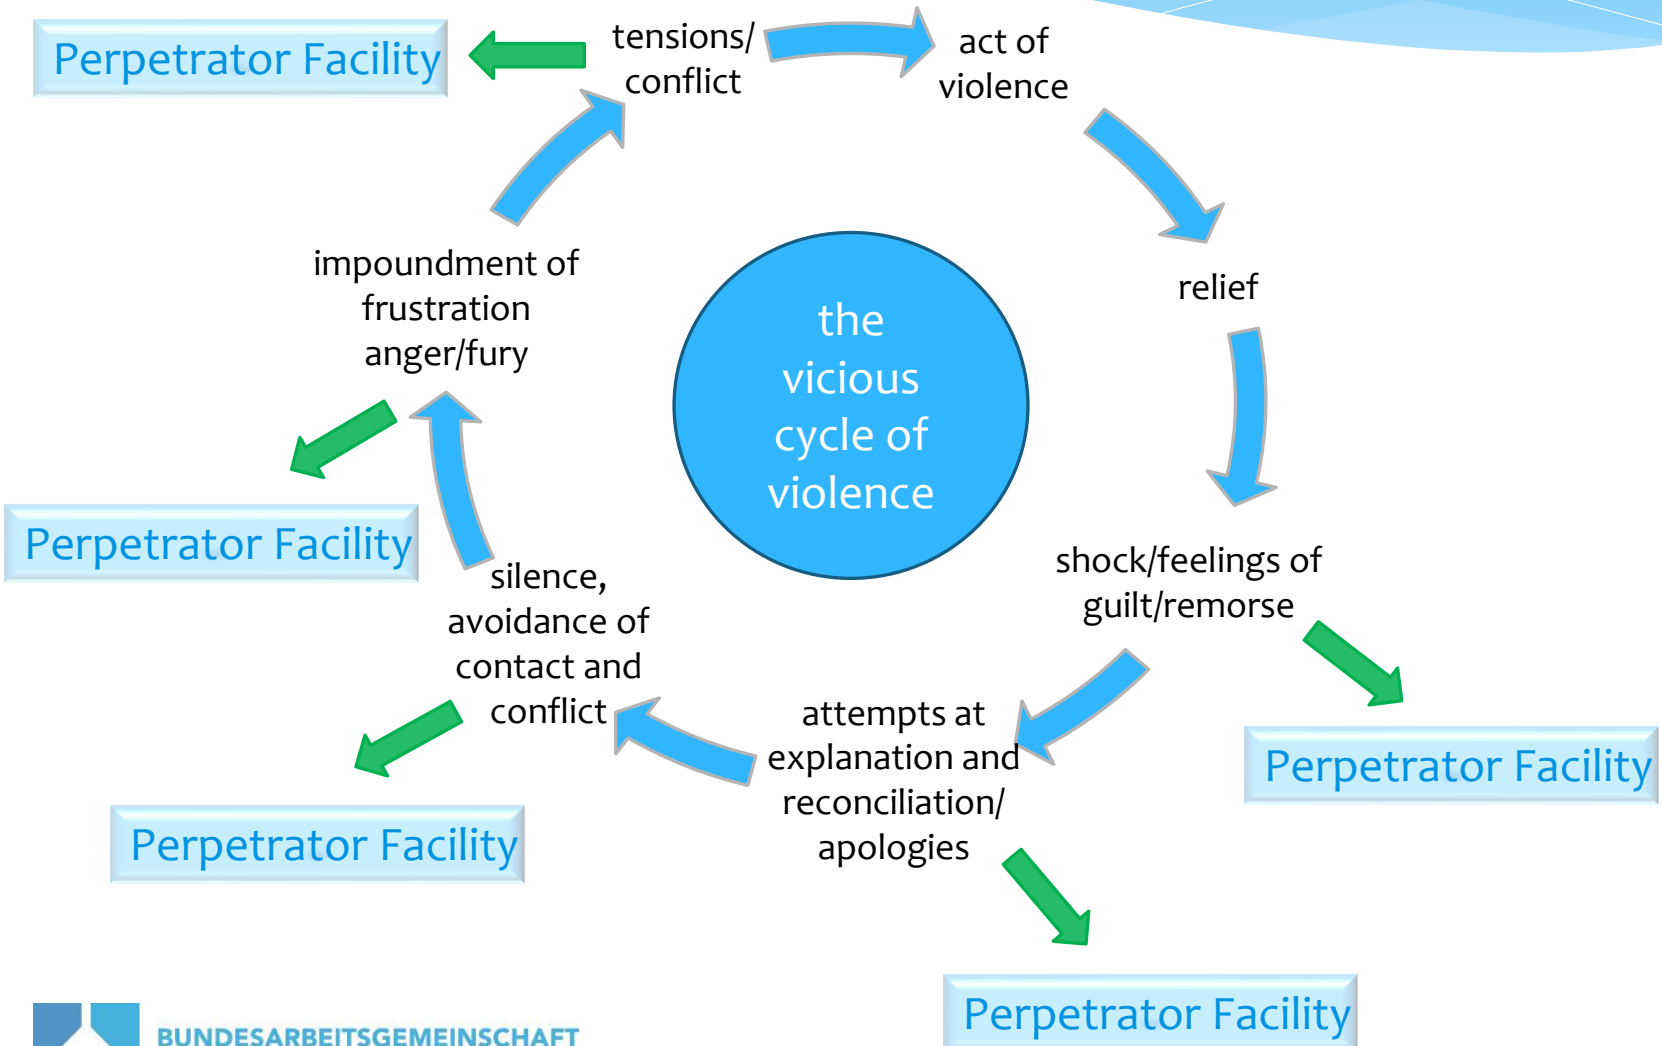 Perpetrator Facility
tensions/
conflict
act of
violence
impoundment of
frustration
anger/fury
relief
the
vicious
cycle of
violence
Perpetrator Facility
silence,
avoidance of
contact and
conflict
shock/feelings of
guilt/remorse
attempts at
explanation and
reconciliation/
apologies
Perpetrator Facility
Perpetrator Facility
Perpetrator Facility
BUNDESARBEITSGEMEINSCHAFT